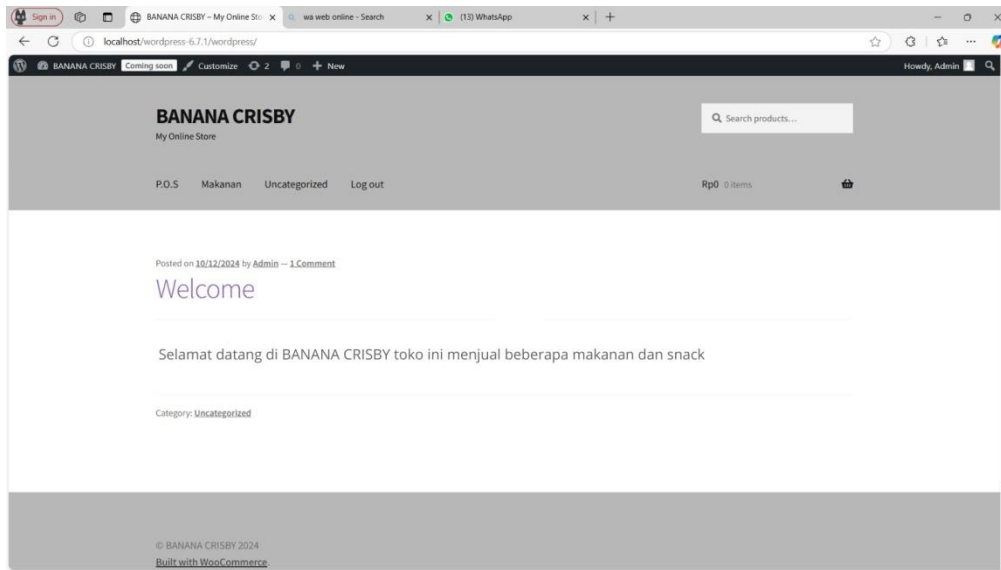 Sign in
BANANA CRISBY – My Online Sto
wa web online - Search
(13) WhatsApp
localhost/wordpress-6.7.1/wordpress/
BANANA CRISBY Coming soon Customize 2 0 New
Howdy, Admin
BANANA CRISBY
My Online Store
Search products...
P.O.S Makanan Uncategorized Log out
Rp0 0 items
Posted on 10/12/2024 by Admin — 1 Comment
Welcome
Selamat datang di BANANA CRISBY toko ini menjual beberapa makanan dan snack
Category: Uncategorized
© BANANA CRISBY 2024
Built with WooCommerce.